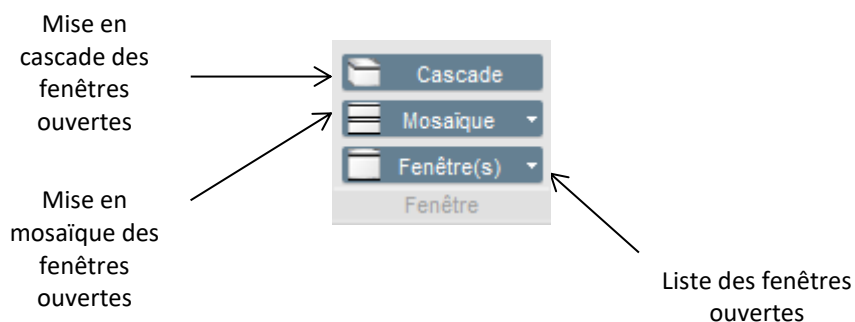 Mise en
cascade des
fenêtres
ouvertes
Cascade
Mosaïque
Fenêtre(s)
Fenêtre
Mise en
mosaïque des
fenêtres
ouvertes
Liste des fenêtres
ouvertes